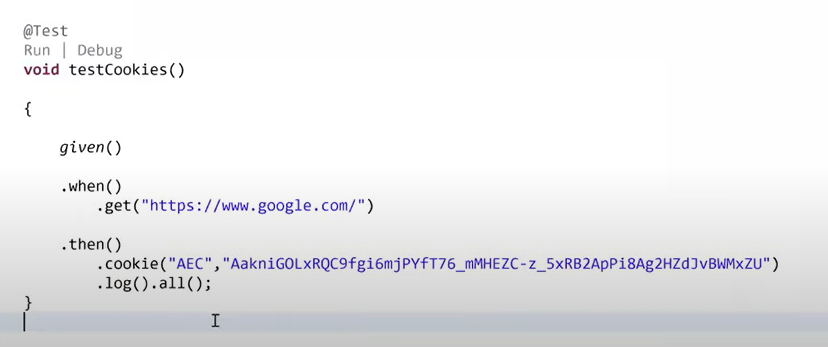 @Test
Run | Debug
void testCookies()
{
given()
.when()
.get("https://www.google.com/")
.then()
.cookie("AEC","AakniGOLxRQC9fgi6mjPYfT76_mMHEZC-z_5xRB2ApPi8Ag2HZdJvBWMxZU")
.log().all();
}